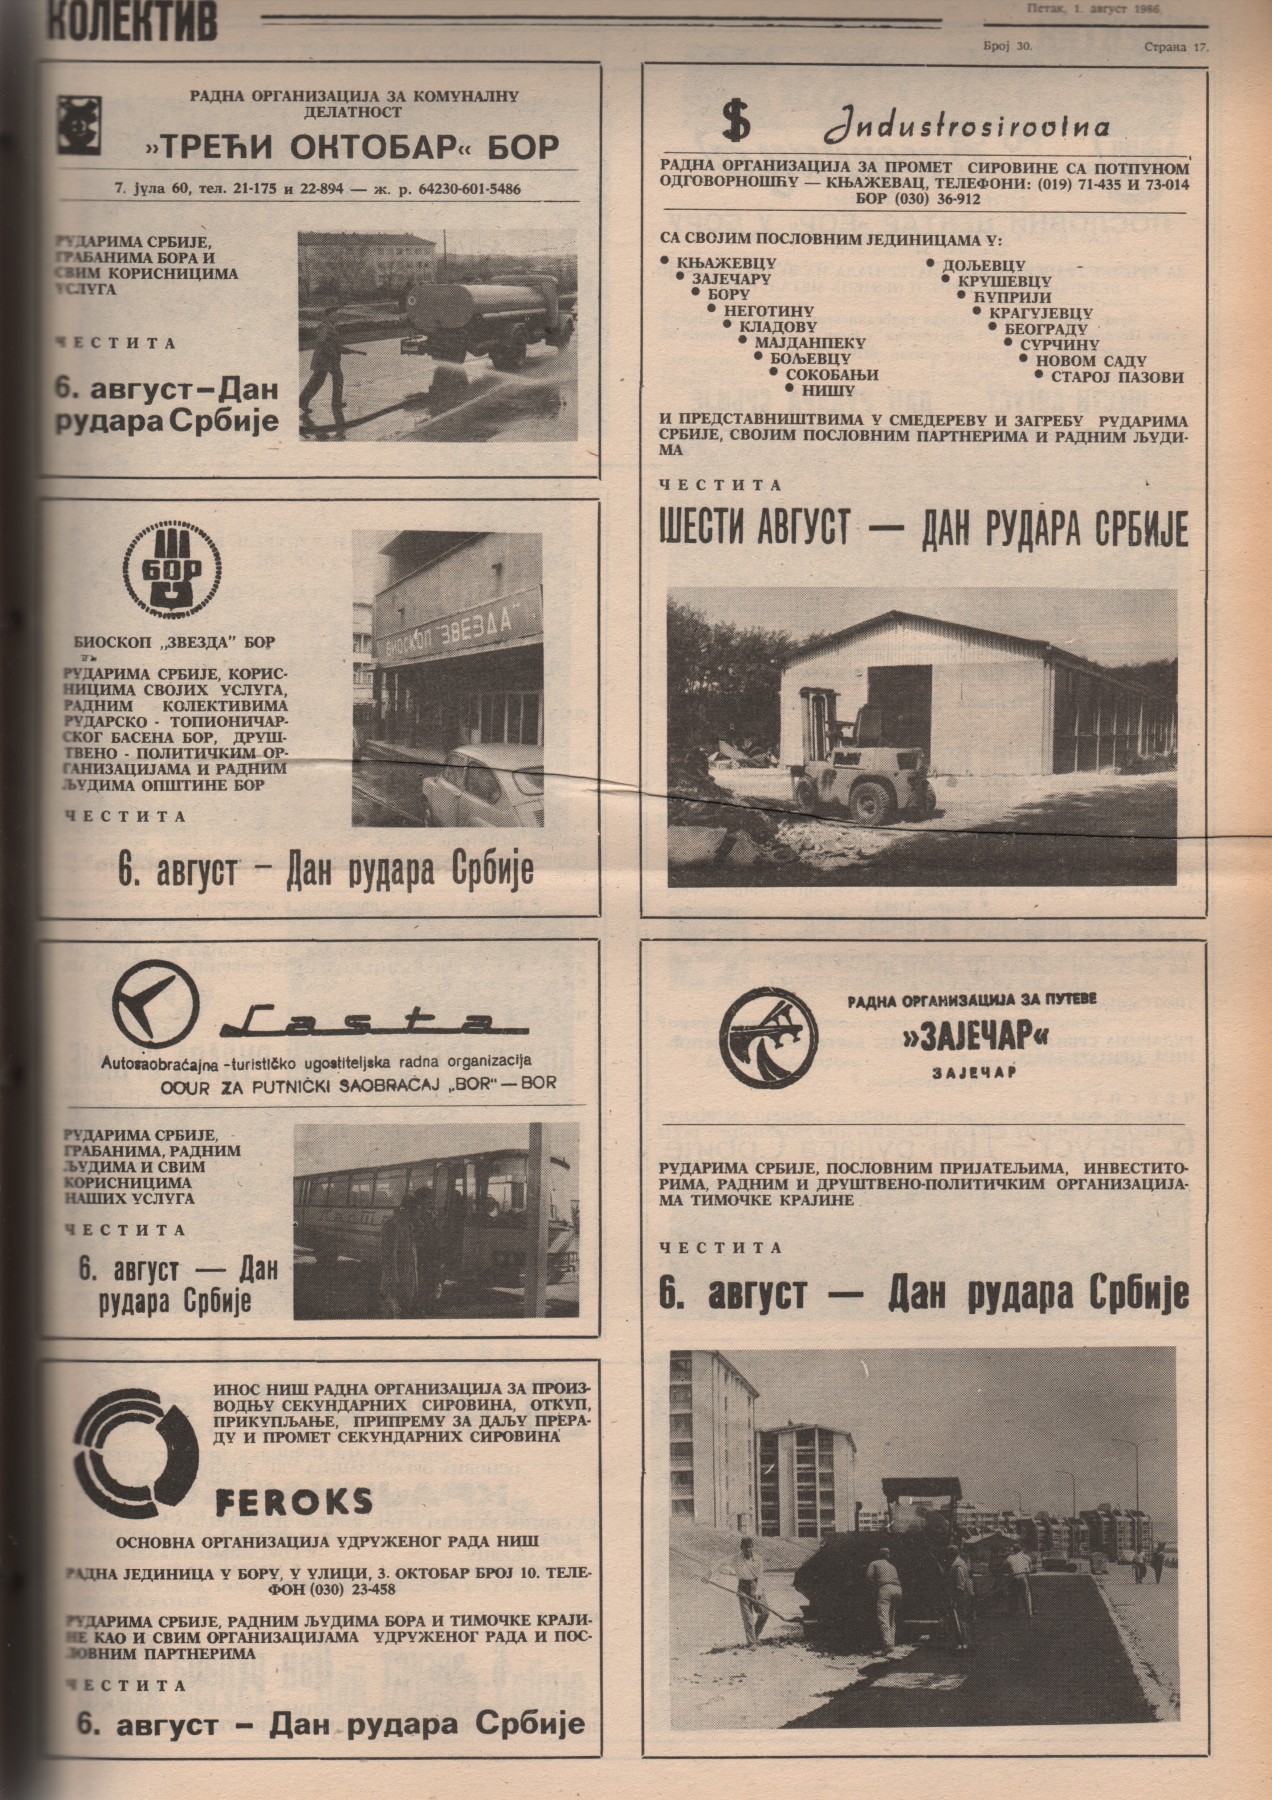 КОЛЕКТИВ
Петак, 1. август 1986.
Број 30.
Страна 17.
РАДНА ОРГАНИЗАЦИЈА ЗА КОМУНАЛНУ
ДЕЛАТНОСТ
»ТРЕЋИ ОКТОБАР« БОР
7. јула 60, тел. 21-175 и 22-894 — ж. р. 64230-601-5486
РУДАРИМА СРБИЈЕ,
ГРАЂАНИМА БОРА И
СВИМ КОРИСНИЦИМА
УСЛУГА
ЧЕСТИТА
6. август–Дан
рудара Србије
БОР
БИОСКОП „ЗВЕЗДА" БОР
РУДАРИМА СРБИЈЕ, КОРИС-
НИЦИМА СВОЈИХ УСЛУГА,
РАДНИМ КОЛЕКТИВИМА
РУДАРСКО - ТОПИОНИЧАР-
СКОГ БАСЕНА БОР, ДРУШ-
ТВЕНО - ПОЛИТИЧКИМ ОР-
ГАНИЗАЦИЈАМА И РАДНИМ
ЉУДИМА ОПШТИНЕ БОР
ЧЕСТИТА
БИОСКОП "ЗВЕЗДА"
6. август – Дан рудара Србије
Lasta
Autosaobraćajna -turističko ugostiteljska radna organizacija
OOUR ZA PUTNIČKI SAOBRAĆAJ „BOR" — BOR
РУДАРИМА СРБИЈЕ,
ГРАЂАНИМА, РАДНИМ
ЉУДИМА И СВИМ
КОРИСНИЦИМА
НАШИХ УСЛУГА
ЧЕСТИТА
6. август — Дан
рудара Србије
ИНОС НИШ РАДНА ОРГАНИЗАЦИЈА ЗА ПРОИЗ-
ВОДЊУ СЕКУНДАРНИХ СИРОВИНА, ОТКУП,
ПРИКУПЉАЊЕ, ПРИПРЕМУ ЗА ДАЉУ ПРЕРА-
ДУ И ПРОМЕТ СЕКУНДАРНИХ СИРОВИНА
FEROKS
ОСНОВНА ОРГАНИЗАЦИЈА УДРУЖЕНОГ РАДА НИШ
РАДНА ЈЕДИНИЦА У БОРУ, У УЛИЦИ, 3. ОКТОБАР БРОЈ 10. ТЕЛЕ-
ФОН (030) 23-458
РУДАРИМА СРБИЈЕ, РАДНИМ ЉУДИМА БОРА И ТИМОЧКЕ КРАЈИ-
НЕ КАО И СВИМ ОРГАНИЗАЦИЈАМА УДРУЖЕНОГ РАДА И ПОС-
ЛОВНИМ ПАРТНЕРИМА
ЧЕСТИТА
6. август – Дан рудара Србије
Industrosirovina
РАДНА ОРГАНИЗАЦИЈА ЗА ПРОМЕТ СИРОВИНЕ СА ПОТПУНОМ
ОДГОВОРНОШЋУ — КЊАЖЕВАЦ, ТЕЛЕФОНИ: (019) 71-435 И 73-014
БОР (030) 36-912
СА СВОЈИМ ПОСЛОВНИМ ЈЕДИНИЦАМА У:
● КЊАЖЕВЦУ
● ЗАЈЕЧАРУ
● БОРУ
● НЕГОТИНУ
● КЛАДОВУ
● МАЈДАНПЕКУ
● БОЉЕВЦУ
● СОКОБАЊИ
● НИШУ
● ДОЉЕВЦУ
● КРУШЕВЦУ
● ЋУПРИЈИ
● КРАГУЈЕВЦУ
● БЕОГРАДУ
● СУРЧИНУ
● НОВОМ САДУ
● СТАРОЈ ПАЗОВИ
И ПРЕДСТАВНИШТВИМА У СМЕДЕРЕВУ И ЗАГРЕБУ РУДАРИМА
СРБИЈЕ, СВОЈИМ ПОСЛОВНИМ ПАРТНЕРИМА И РАДНИМ ЉУДИ-
МА
ЧЕСТИТА
ШЕСТИ АВГУСТ — ДАН РУДАРА СРБИЈЕ
РАДНА ОРГАНИЗАЦИЈА ЗА ПУТЕВЕ
»ЗАЈЕЧАР«
ЗАЈЕЧАР
РУДАРИМА СРБИЈЕ, ПОСЛОВНИМ ПРИЈАТЕЉИМА, ИНВЕСТИТО-
РИМА, РАДНИМ И ДРУШТВЕНО-ПОЛИТИЧКИМ ОРГАНИЗАЦИЈА-
МА ТИМОЧКЕ КРАЈИНЕ
ЧЕСТИТА
6. август — Дан рудара Србије